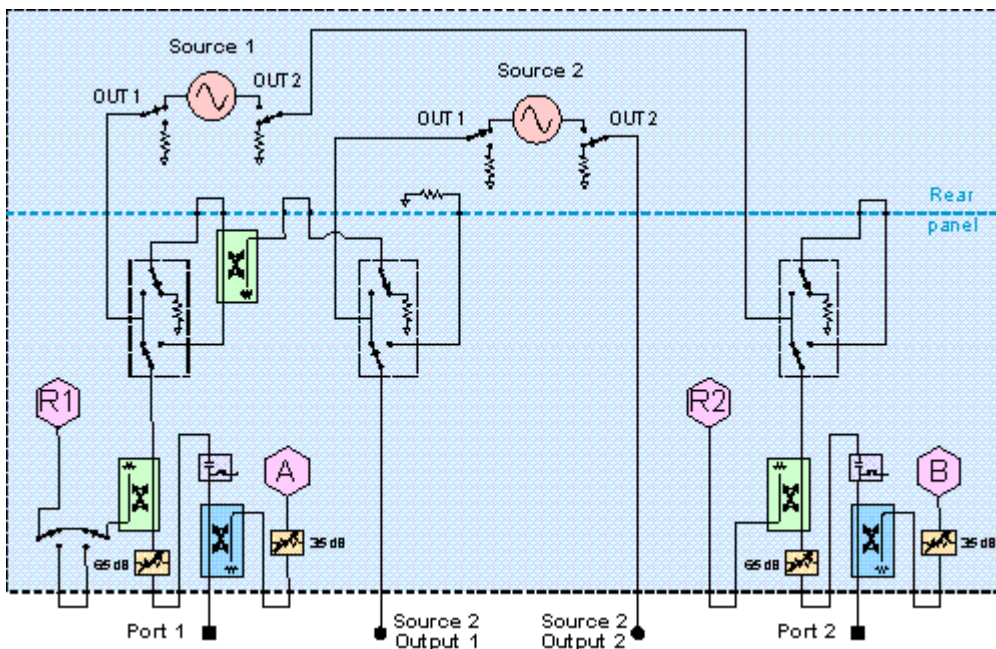 Source 1
OUT 1
OUT 2
Source 2
OUT 1
OUT 2
Rear
panel
R1
R2
A
B
65 dB
35 dB
65 dB
35 dB
Port 1
Source 2
Output 1
Source 2
Output 2
Port 2